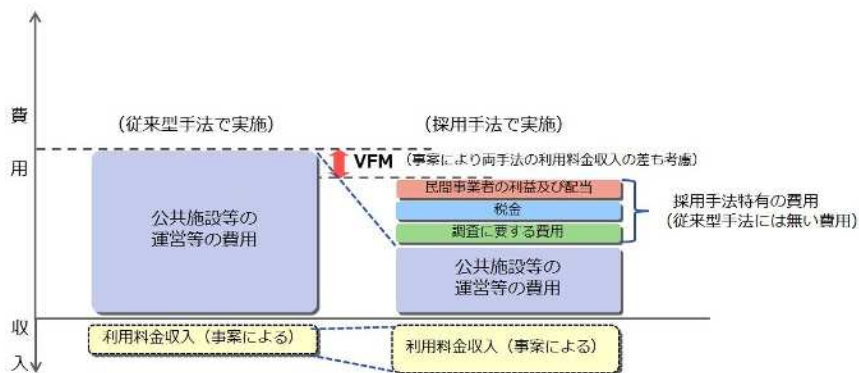 費
用
収
入
(従来型手法で実施)
(採用手法で実施)
VFM (事案により両手法の利用料金収入の差も考慮)
公共施設等の
運営等の費用
民間事業者の利益及び配当
税金
調査に要する費用
公共施設等の
運営等の費用
採用手法特有の費用
(従来型手法には無い費用)
利用料金収入(事案による)
利用料金収入(事案による)